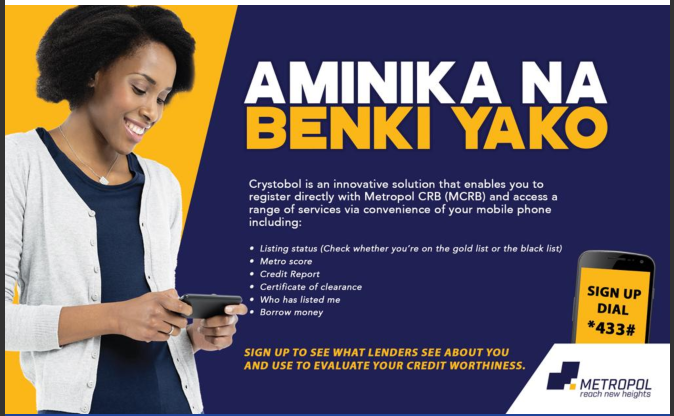 AMINIKA NA
BENKI YAKO
Crystobol is an innovative solution that enables you to
register directly with Metropol CRB (MCRB) and access a
range of services via convenience of your mobile phone
including:
• Listing status (Check whether you're on the gold list or the black list)
• Metro score
• Credit Report
• Certificate of clearance
• Who has listed me
• Borrow money
SIGN UP
DIAL
*433#
SIGN UP TO SEE WHAT LENDERS SEE ABOUT YOU
AND USE TO EVALUATE YOUR CREDIT WORTHINESS.
METROPOL
reach new heights